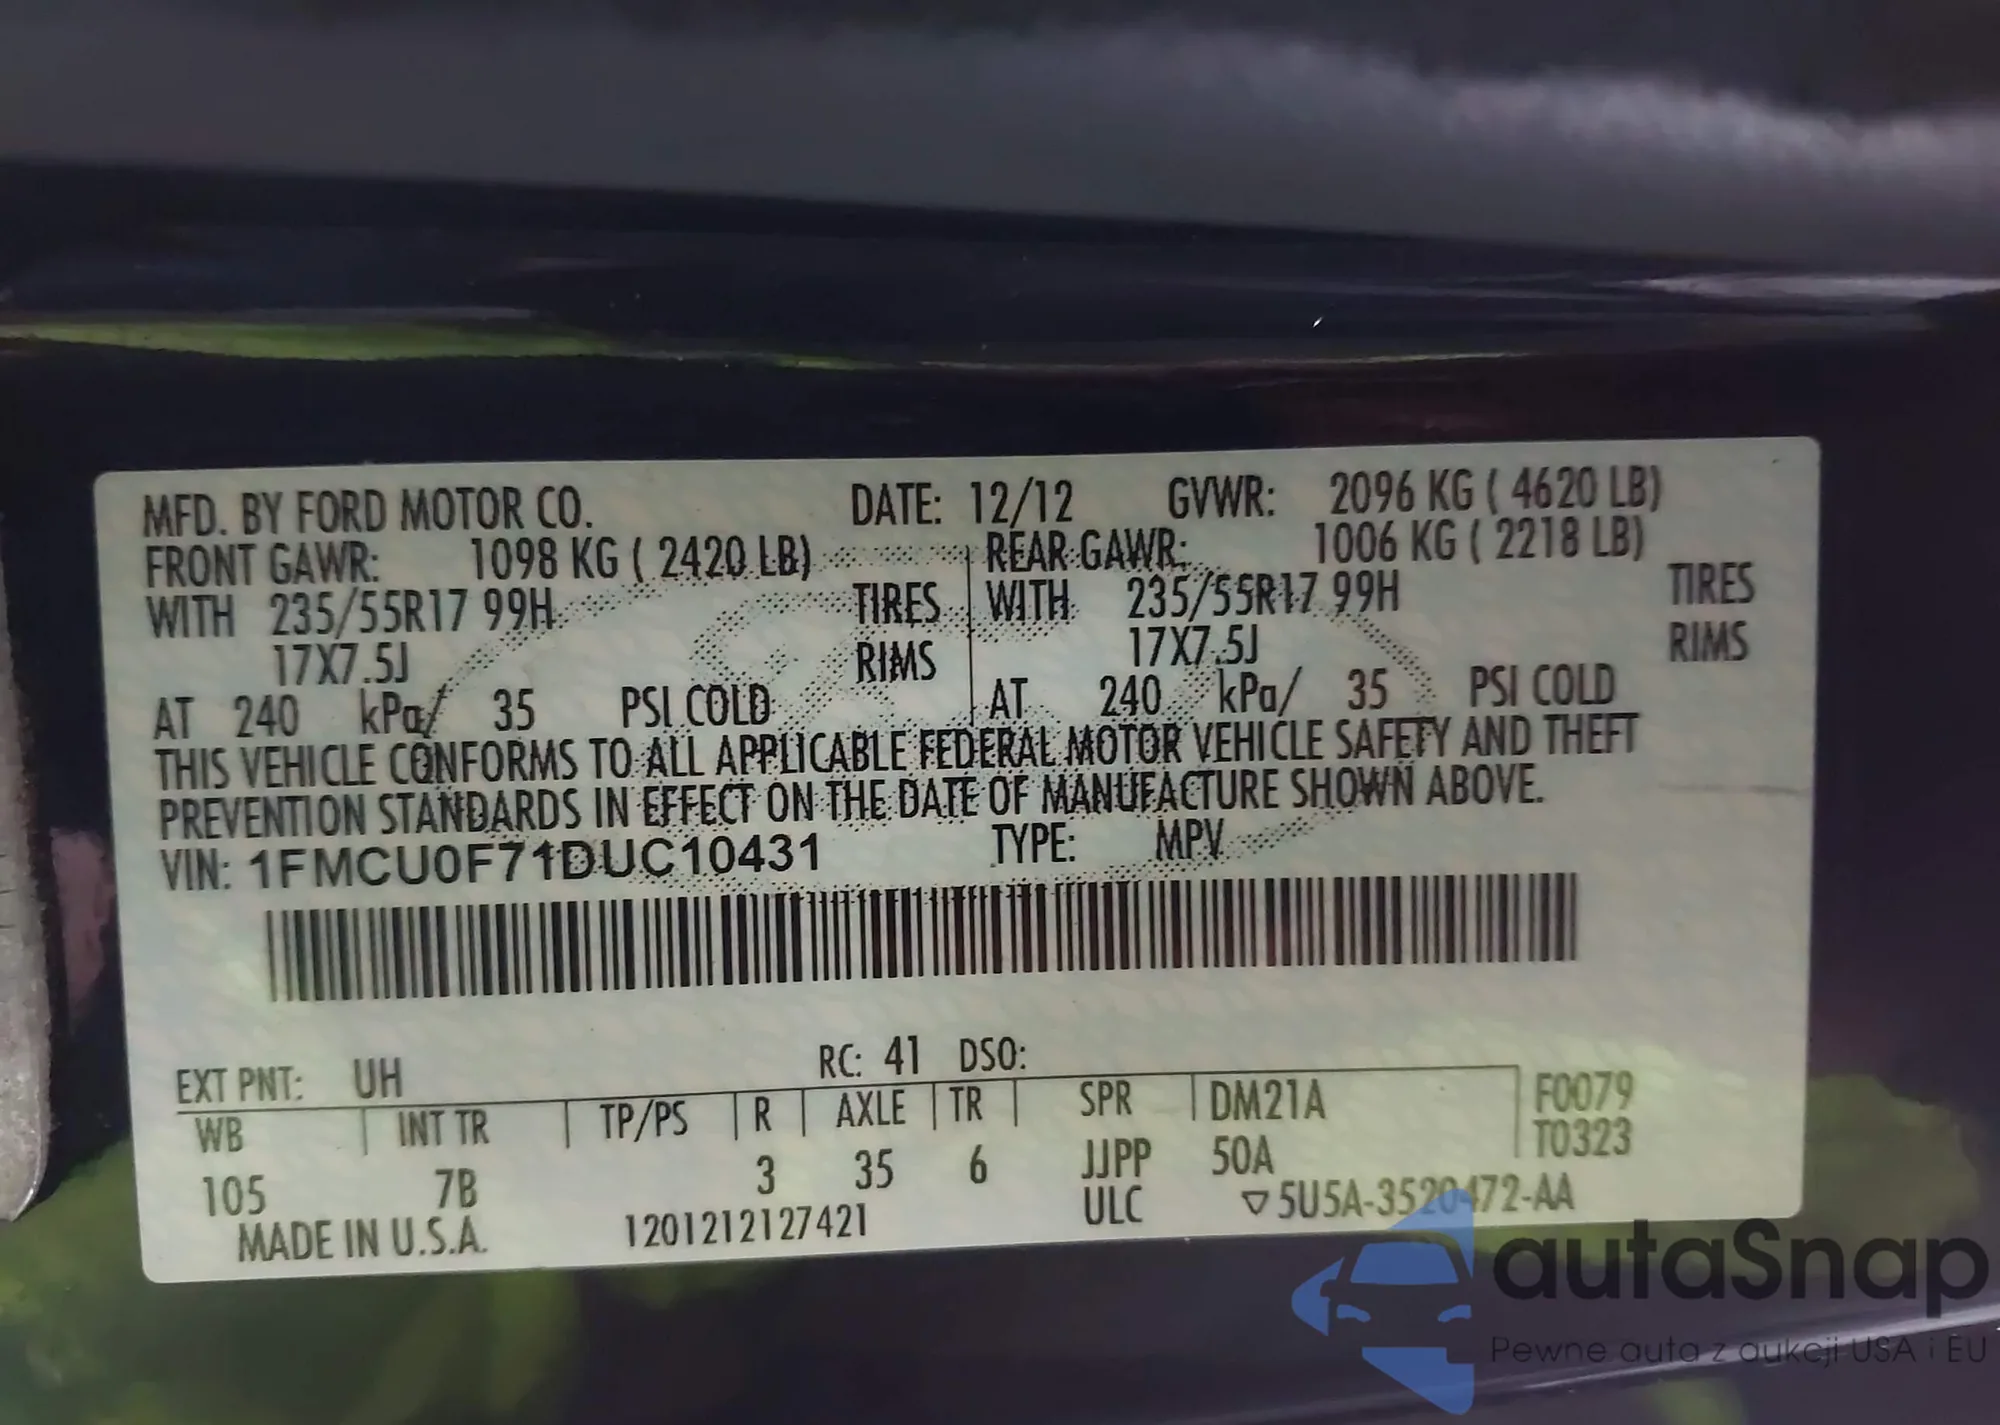 MFD. BY FORD MOTOR CO. DATE: 12/12 GVWR: 2096 KG ( 4620 LB)
FRONT GAWR: 1098 KG ( 2420 LB) REAR GAWR: 1006 KG ( 2218 LB)
WITH 235/55R17 99H TIRES WITH 235/55R17 99H TIRES
17X7.5J RIMS 17X7.5J RIMS
AT 240 kPa/ 35 PSI COLD AT 240 kPa/ 35 PSI COLD
THIS VEHICLE CONFORMS TO ALL APPLICABLE FEDERAL MOTOR VEHICLE SAFETY AND THEFT
PREVENTION STANDARDS IN EFFECT ON THE DATE OF MANUFACTURE SHOWN ABOVE.
VIN: 1FMCU0F71DUC10431 TYPE: MPV
EXT PNT: UH RC: 41 DSO:
WB INT TR TP/PS R AXLE TR SPR DM21A F0079
105 7B 3 35 6 JJPP 50A T0323
MADE IN U.S.A. 1201212127421 ULC ▽5U5A-3520472-AA
autaSnap
Pewne auta z aukcji USA i EU